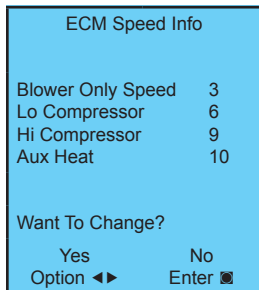 ECM Speed Info
Blower Only Speed 3
Lo Compressor 6
Hi Compressor 9
Aux Heat 10
Want To Change?
Yes No
Option ◄► Enter ◙